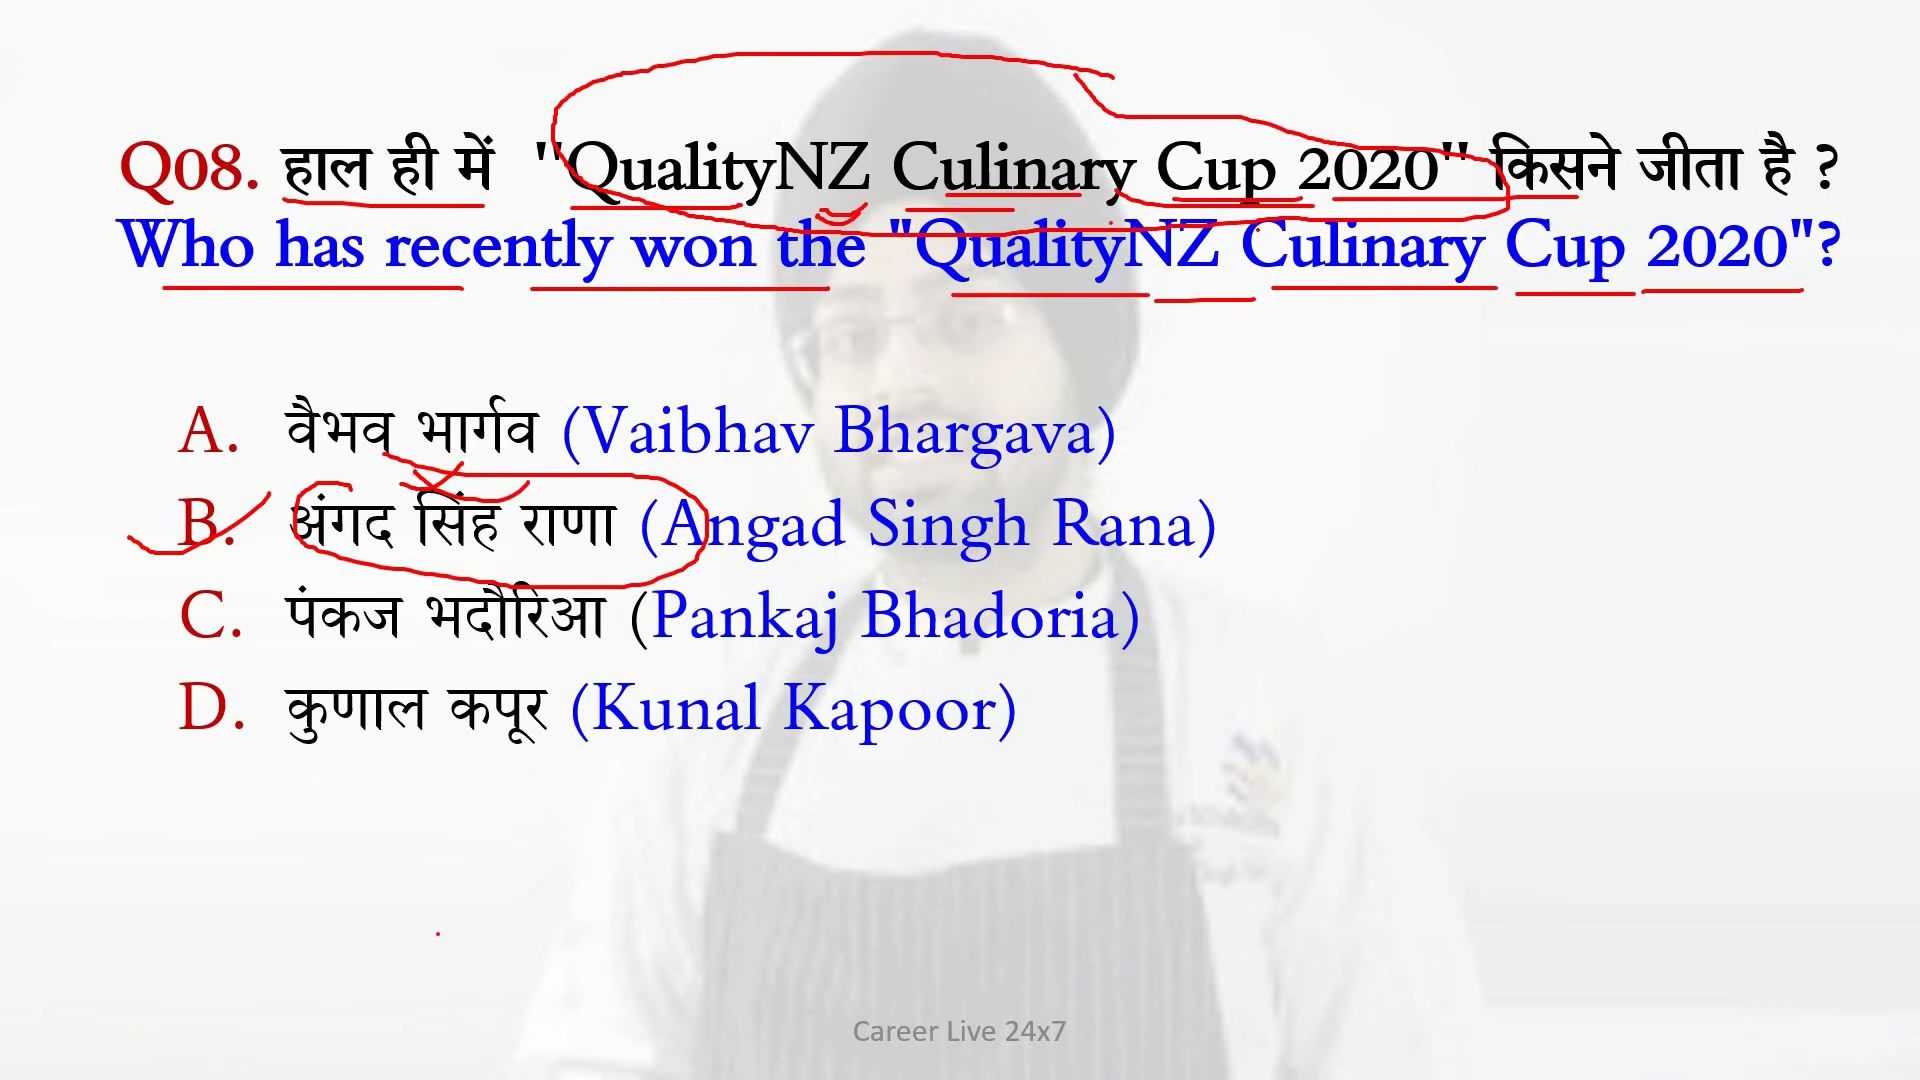 Q08. हाल ही में "QualityNZ Culinary Cup 2020" किसने जीता है ?
Who has recently won the "QualityNZ Culinary Cup 2020"?
A. वैभव भार्गव (Vaibhav Bhargava)
B. अंगद सिंह राणा (Angad Singh Rana)
C. पंकज भदौरिआ (Pankaj Bhadoria)
D. कुणाल कपूर (Kunal Kapoor)
Career Live 24x7